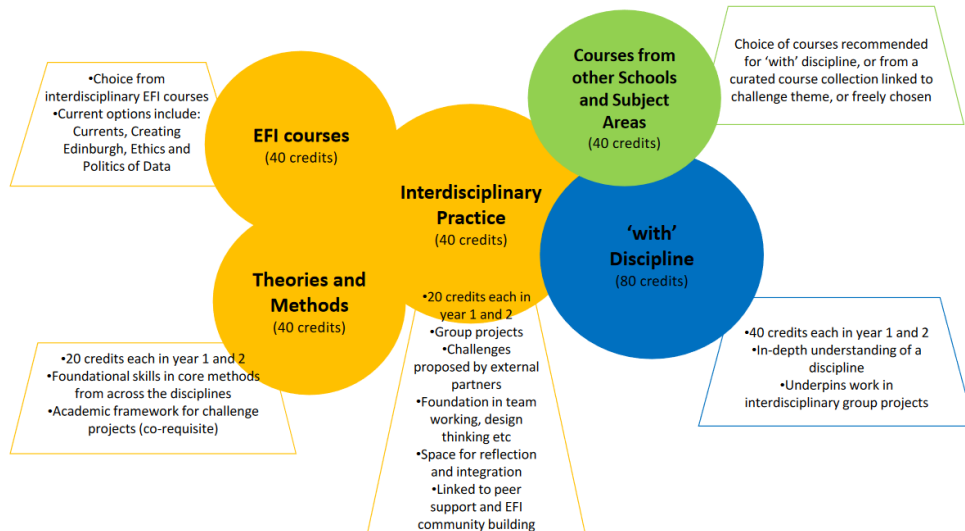 •Choice from
interdisciplinary EFI courses
•Current options include:
Currents, Creating
Edinburgh, Ethics and
Politics of Data
EFI courses
(40 credits)
Courses from
other Schools
and Subject
Areas
(40 credits)
Choice of courses recommended
for ‘with’ discipline, or from a
curated course collection linked to
challenge theme, or freely chosen
Interdisciplinary
Practice
(40 credits)
‘with’
Discipline
(80 credits)
Theories and
Methods
(40 credits)
•20 credits each in year 1 and 2
•Foundational skills in core methods
from across the disciplines
•Academic framework for challenge
projects (co-requisite)
•20 credits each in
year 1 and 2
•Group projects
•Challenges
proposed by external
partners
•Foundation in team
working, design
thinking etc
•Space for reflection
and integration
•Linked to peer
support and EFI
community building
•40 credits each in year 1 and 2
•In-depth understanding of a
discipline
•Underpins work in
interdisciplinary group projects